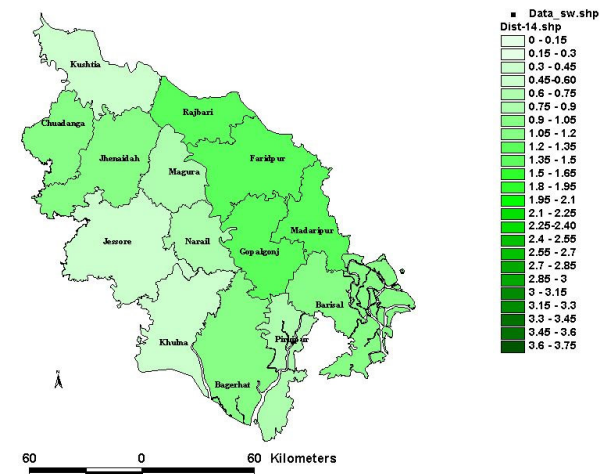 Data_sw.shp
Dist-14.shp
0 - 0.15
0.15 - 0.3
0.3 - 0.45
0.45-0.60
0.6 - 0.75
0.75 - 0.9
0.9 - 1.05
1.05 - 1.2
1.2 - 1.35
1.35 - 1.5
1.5 - 1.65
1.8 - 1.95
1.95 - 2.1
2.1 - 2.25
2.25-2.40
2.4 - 2.55
2.55 - 2.7
2.7 - 2.85
2.85 - 3
3 - 3.15
3.15 - 3.3
3.3 - 3.45
3.45 - 3.6
3.6 - 3.75
Kushtia
Rajbari
Chuadanga
Jhenaidah
Faridpur
Magura
Madaripur
Jessore
Narail
Gopalgonj
Barisal
Khulna
Pirojpur
Bagerhat
N
60 0 60 Kilometers